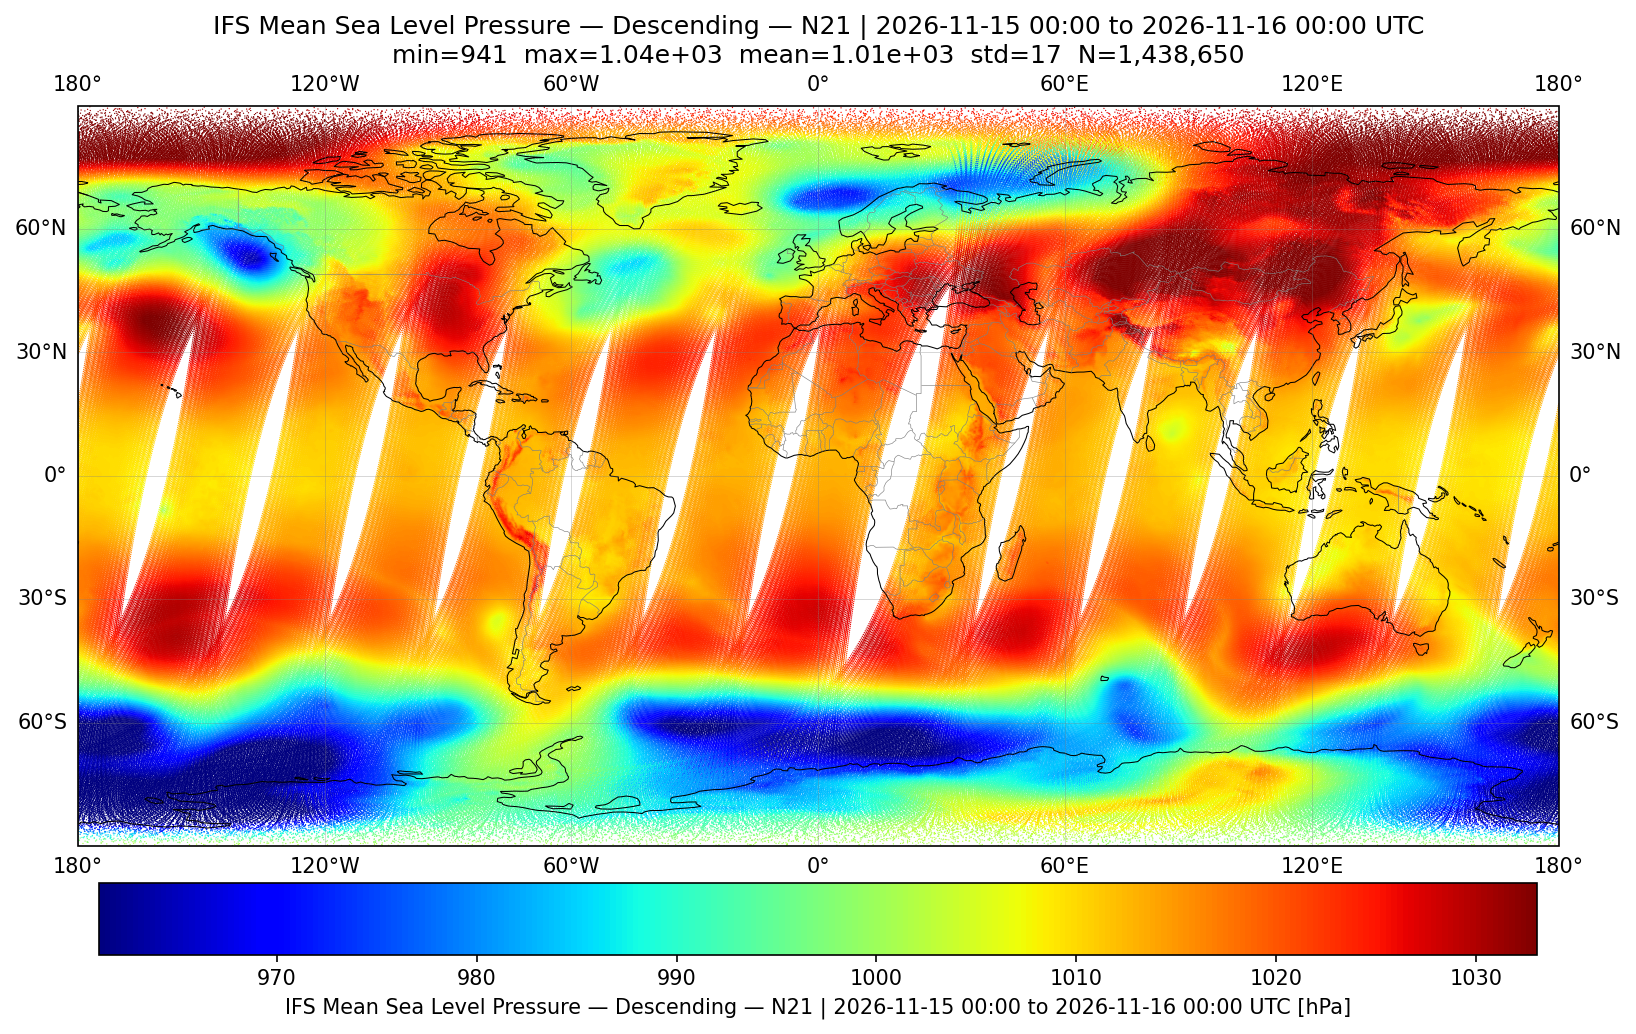 IFS Mean Sea Level Pressure — Descending — N21 | 2026-11-15 00:00 to 2026-11-16 00:00 UTC
min=941  max=1.04e+03  mean=1.01e+03  std=17  N=1,438,650
180° 120°W 60°W 0° 60°E 120°E 180°
60°N 60°N
30°N 30°N
0° 0°
30°S 30°S
60°S 60°S
180° 120°W 60°W 0° 60°E 120°E 180°
970 980 990 1000 1010 1020 1030
IFS Mean Sea Level Pressure — Descending — N21 | 2026-11-15 00:00 to 2026-11-16 00:00 UTC [hPa]